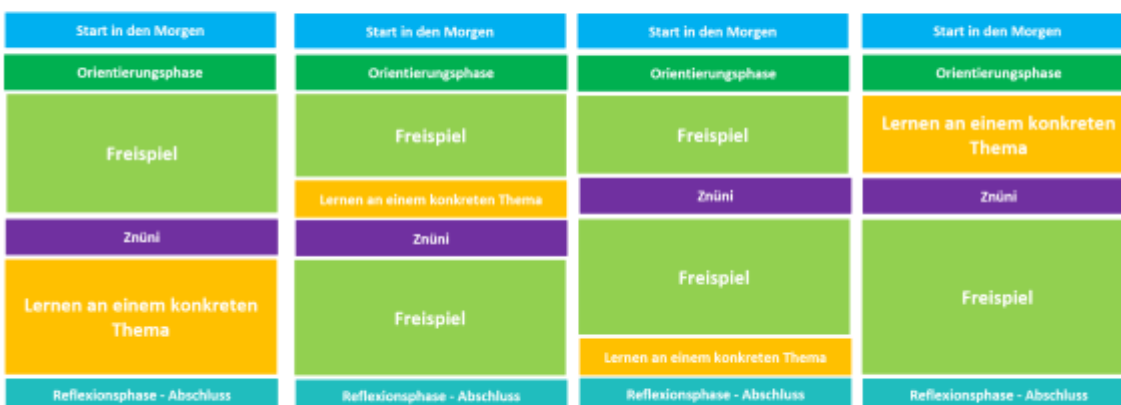 Start in den Morgen
Orientierungsphase
Freispiel
Znüni
Lernen an einem konkreten
Thema
Reflexionsphase - Abschluss
Start in den Morgen
Orientierungsphase
Freispiel
Lernen an einem konkreten Thema
Znüni
Freispiel
Reflexionsphase - Abschluss
Start in den Morgen
Orientierungsphase
Freispiel
Znüni
Freispiel
Lernen an einem konkreten Thema
Reflexionsphase - Abschluss
Start in den Morgen
Orientierungsphase
Lernen an einem konkreten
Thema
Znüni
Freispiel
Reflexionsphase - Abschluss